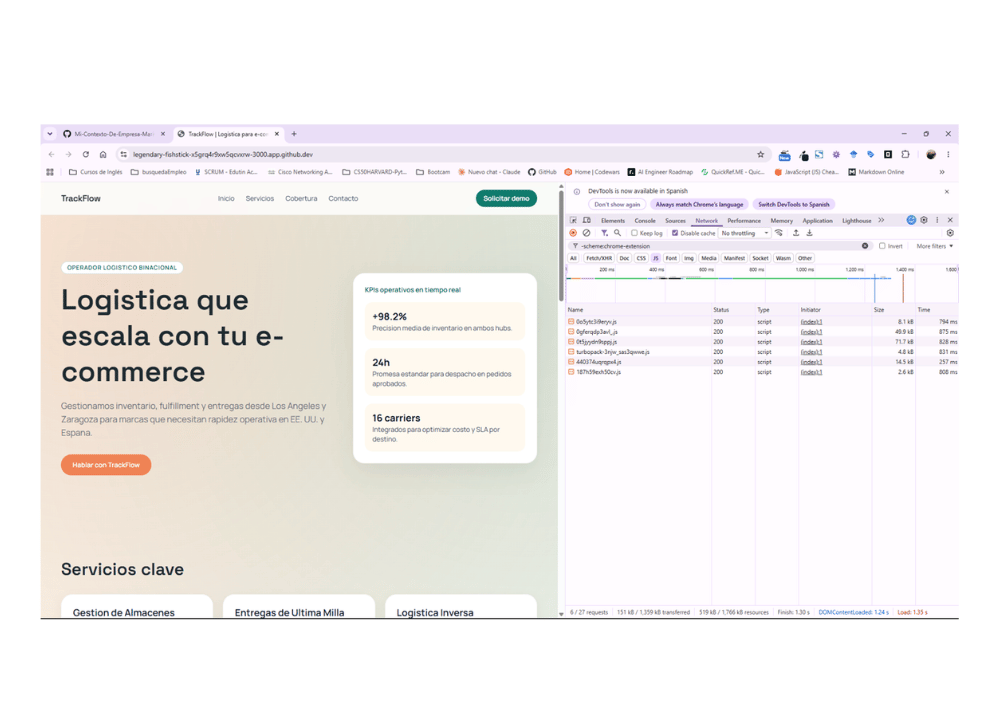 Mi-Contexto-De-Empresa-Ma
TrackFlow | Logistica para e-co
legendary-fishstick-x5grq4r9xw5qcvxrw-3000.app.github.dev
Cursos de Inglés
busquedaEmpleo
SCRUM - Edutin Ac...
Cisco Networking A...
CS50HARVARD-Pyt...
Bootcam
Nuevo chat - Claude
GitHub
Home | Codewars
AI Engineer Roadmap
QuickRef.ME - Quic...
JavaScript (JS) Chea...
Markdown Online
TrackFlow
Inicio
Servicios
Cobertura
Contacto
Solicitar demo
OPERADOR LOGISTICO BINACIONAL
Logistica que
escala con tu e-
commerce
Gestionamos inventario, fulfillment y entregas desde Los Angeles y
Zaragoza para marcas que necesitan rapidez operativa en EE. UU. y
Espana.
Hablar con TrackFlow
KPIs operativos en tiempo real
+98.2%
Precision media de inventario en ambos hubs.
24h
Promesa estandar para despacho en pedidos
aprobados.
16 carriers
Integrados para optimizar costo y SLA por
destino.
Servicios clave
Gestion de Almacenes
Entregas de Ultima Milla
Logistica Inversa
DevTools is now available in Spanish
Don't show again
Always match Chrome's language
Switch DevTools to Spanish
Elements
Console
Sources
Network
Performance
Memory
Application
Lighthouse
Keep log
Disable cache
No throttling
-scheme:chrome-extension
Invert
More filters
All
Fetch/XHR
Doc
CSS
JS
Font
Img
Media
Manifest
Socket
Wasm
Other
200 ms
400 ms
600 ms
800 ms
1,000 ms
1,200 ms
1,400 ms
1,600
Name Status Type Initiator Size Time
200 script (index):1 8.1 kB 794 ms
200 script (index):1 49.9 kB 875 ms
200 script (index):1 71.7 kB 828 ms
200 script (index):1 4.8 kB 831 ms
200 script (index):1 14.5 kB 257 ms
200 script (index):1 2.6 kB 808 ms
6 / 27 requests
151 kB / 1,359 kB transferred
519 kB / 1,766 kB resources
Finish: 1.30 s
DOMContentLoaded: 1.24 s
Load: 1.35 s